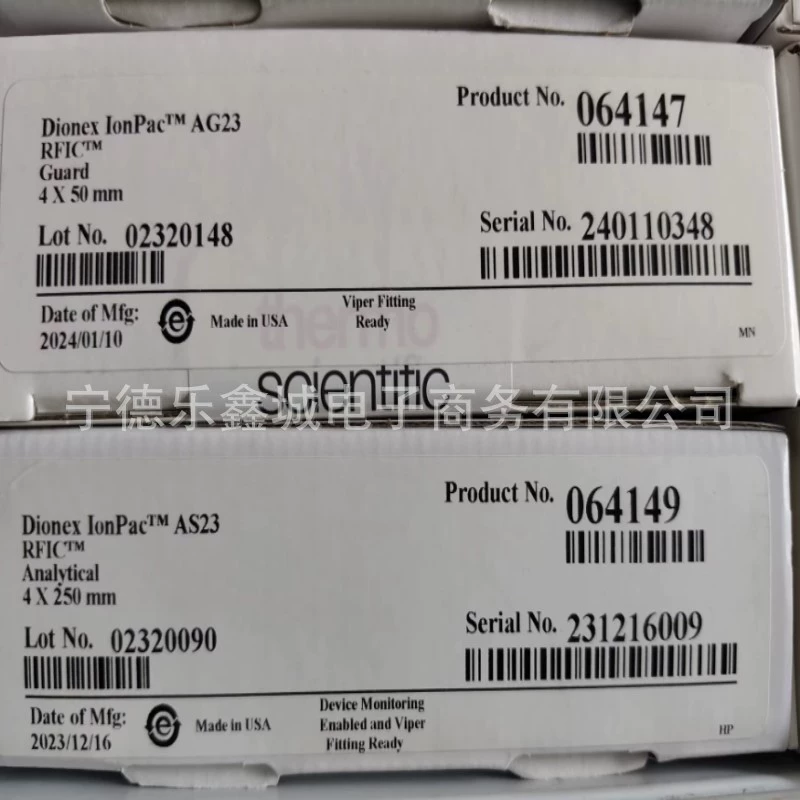 Dionex IonPac™ AG23
RFIC™
Guard
4 X 50 mm
Product No. 064147
Lot No. 02320148
Serial No. 240110348
Date of Mfg:
2024/01/10
Made in USA
Viper Fitting
Ready
MN
thermo
scientific
宁德乐鑫诚电子商务有限公司
Dionex IonPac™ AS23
RFIC™
Analytical
4 X 250 mm
Product No. 064149
Lot No. 02320090
Serial No. 231216009
Date of Mfg:
2023/12/16
Made in USA
Device Monitoring
Enabled and Viper
Fitting Ready
HP